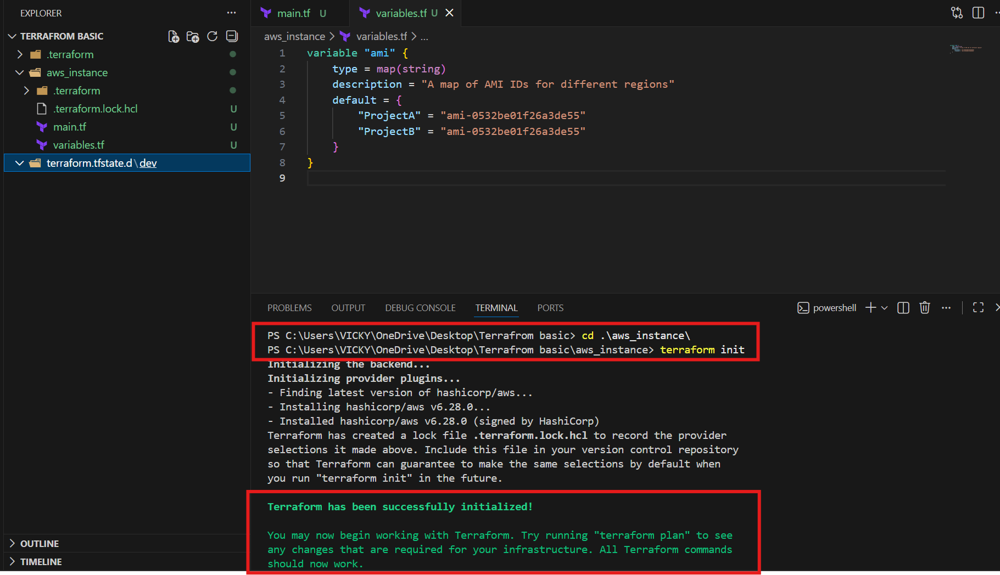 EXPLORER
TERRAFROM BASIC
.terraform
aws_instance
.terraform
.terraform.lock.hcl U
main.tf U
variables.tf U
terraform.tfstate.d\dev
OUTLINE
TIMELINE
main.tf U variables.tf U
aws_instance > variables.tf > ...
1 variable "ami" {
2 type = map(string)
3 description = "A map of AMI IDs for different regions"
4 default = {
5 "ProjectA" = "ami-0532be01f26a3de55"
6 "ProjectB" = "ami-0532be01f26a3de55"
7 }
8 }
9
PROBLEMS OUTPUT DEBUG CONSOLE TERMINAL PORTS powershell
PS C:\Users\VICKY\OneDrive\Desktop\Terrafrom basic> cd .\aws_instance\
PS C:\Users\VICKY\OneDrive\Desktop\Terrafrom basic\aws_instance> terraform init
Initializing the backend...
Initializing provider plugins...
- Finding latest version of hashicorp/aws...
- Installing hashicorp/aws v6.28.0...
- Installed hashicorp/aws v6.28.0 (signed by HashiCorp)
Terraform has created a lock file .terraform.lock.hcl to record the provider
selections it made above. Include this file in your version control repository
so that Terraform can guarantee to make the same selections by default when
you run "terraform init" in the future.
Terraform has been successfully initialized!
You may now begin working with Terraform. Try running "terraform plan" to see
any changes that are required for your infrastructure. All Terraform commands
should now work.